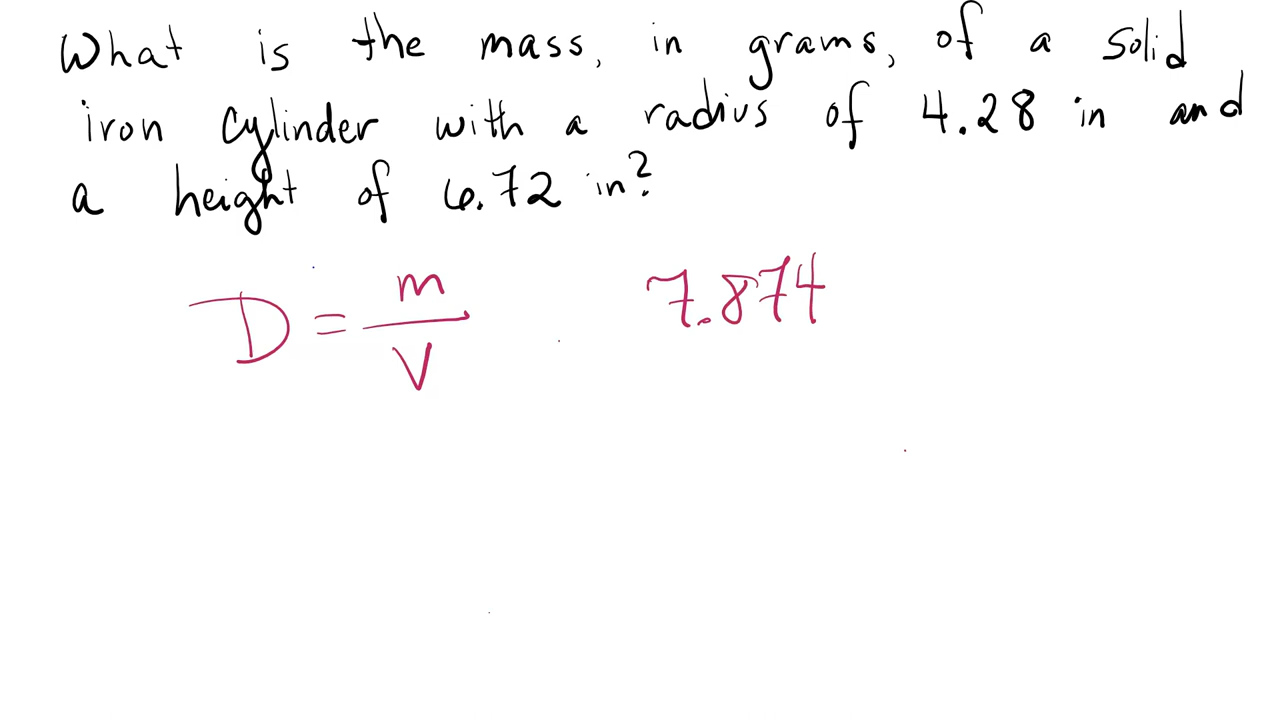 What is the mass, in grams, of a solid
iron cylinder with a radius of 4.28 in and
a height of 6.72 in?
D = m / V
7.874